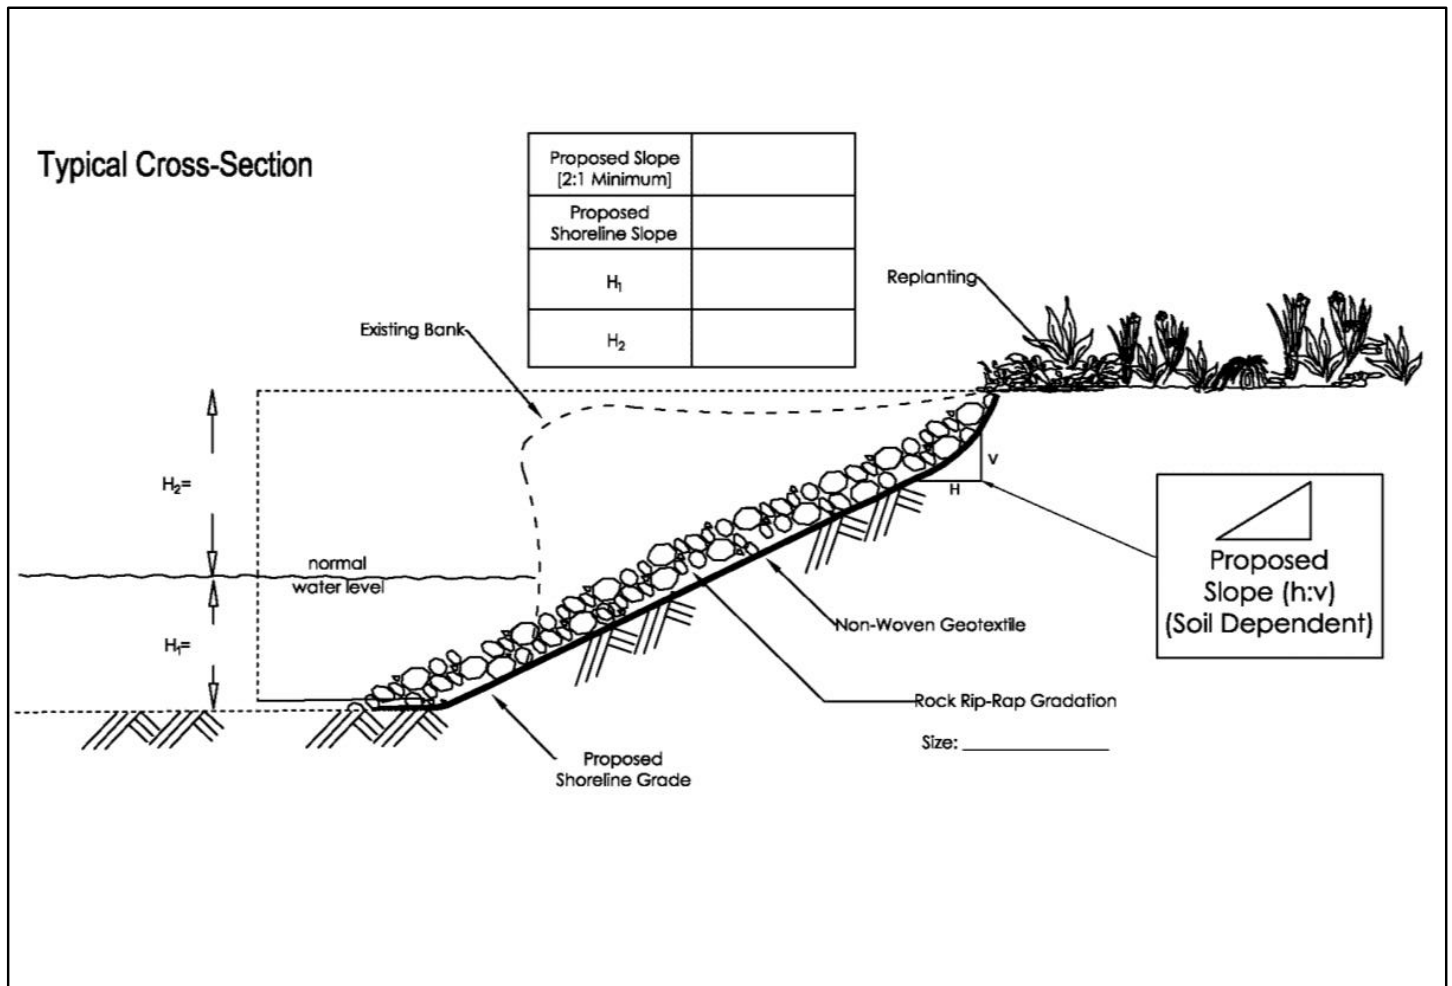 Typical Cross-Section
Proposed Slope
[2:1 Minimum]
Proposed
Shoreline Slope
H₁
H₂
Replanting
Existing Bank
H₂=
normal
water level
H₁=
V
H
Proposed
Slope (h:v)
(Soil Dependent)
Non-Woven Geotextile
Rock Rip-Rap Gradation
Size: ____________
Proposed
Shoreline Grade